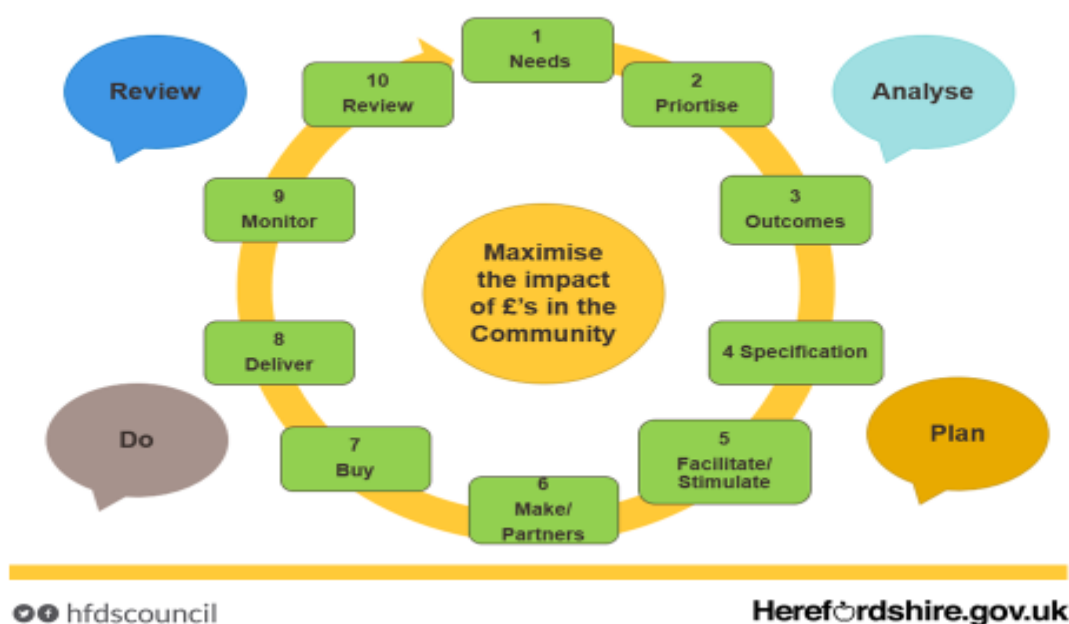 1
Needs
2
Priortise
3
Outcomes
4 Specification
5
Facilitate/
Stimulate
6
Make/
Partners
7
Buy
8
Deliver
9
Monitor
10
Review
Review
Analyse
Do
Plan
Maximise
the impact
of £'s in the
Community
hfdscouncil
Herefordshire.gov.uk